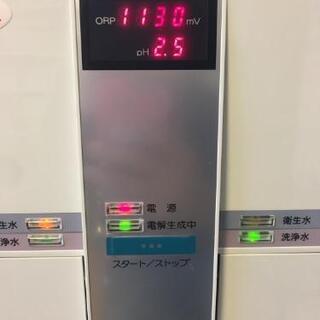 ORP 1130 mV
pH 2.5
電源
電解生成中
生水
浄水
衛生水
洗浄水
スタート/ストップ